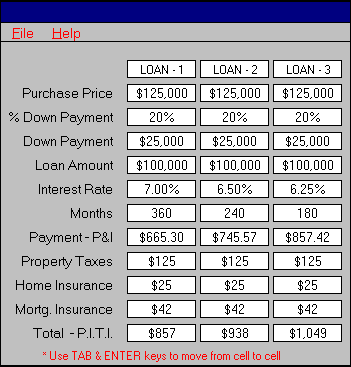 File Help
LOAN - 1 LOAN - 2 LOAN - 3
Purchase Price $125,000 $125,000 $125,000
% Down Payment 20% 20% 20%
Down Payment $25,000 $25,000 $25,000
Loan Amount $100,000 $100,000 $100,000
Interest Rate 7.00% 6.50% 6.25%
Months 360 240 180
Payment - P&I $665.30 $745.57 $857.42
Property Taxes $125 $125 $125
Home Insurance $25 $25 $25
Mortg. Insurance $42 $42 $42
Total - P.I.T.I. $857 $938 $1,049
* Use TAB & ENTER keys to move from cell to cell